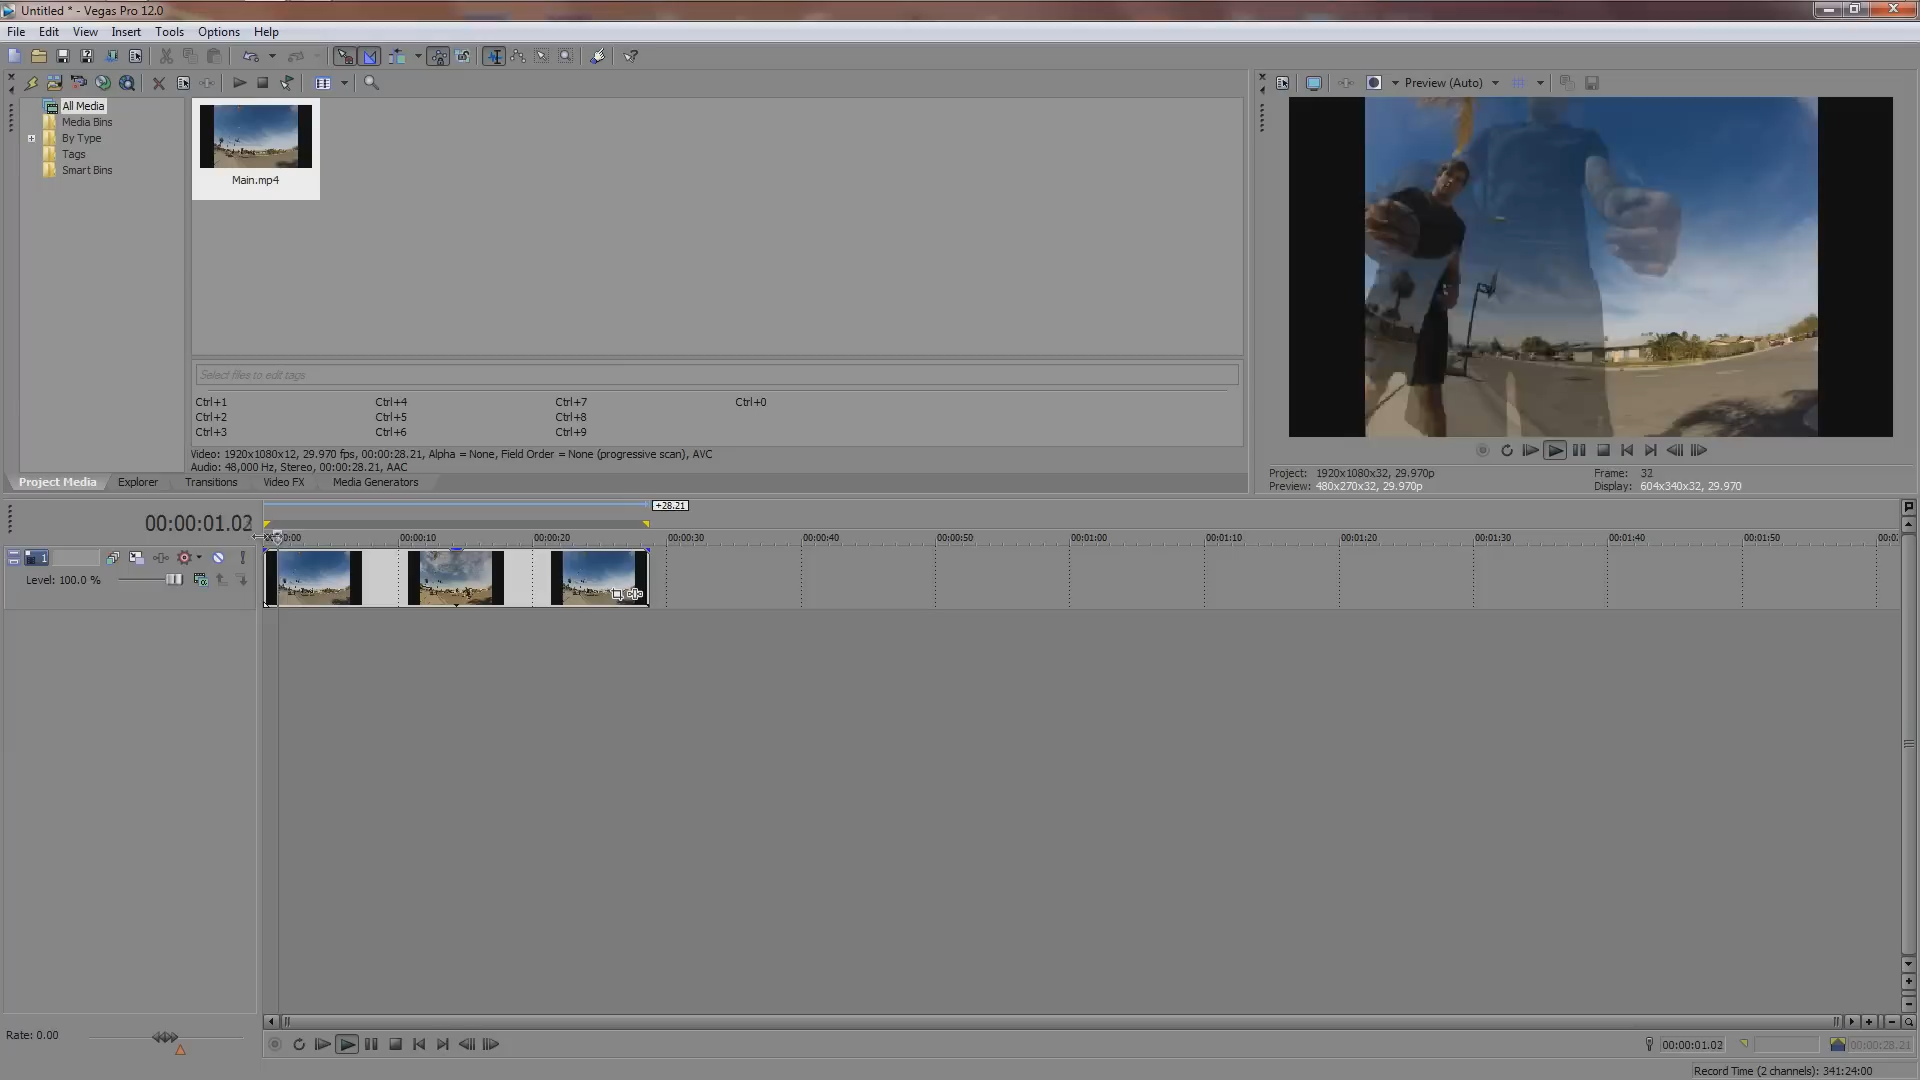 Untitled * - Vegas Pro 12.0
File Edit View Insert Tools Options Help
Preview (Auto)
All Media
Media Bins
By Type
Tags
Smart Bins
Main.mp4
Select files to edit tags
Ctrl+1 Ctrl+4 Ctrl+7 Ctrl+0
Ctrl+2 Ctrl+5 Ctrl+8
Ctrl+3 Ctrl+6 Ctrl+9
Video: 1920x1080x12, 29.970 fps, 00:00:28.21, Alpha = None, Field Order = None (progressive scan), AVC
Audio: 48,000 Hz, Stereo, 00:00:28.21, AAC
Project Media Explorer Transitions Video FX Media Generators
Project: 1920x1080x32, 29.970p Frame: 32
Preview: 480x270x32, 29.970p Display: 604x340x32, 29.970
+28.21
00:00:01.02
00:00:10 00:00:20 00:00:30 00:00:40 00:00:50 00:01:00 00:01:10 00:01:20 00:01:30 00:01:40 00:01:50
1
Level: 100.0 %
Rate: 0.00
00:00:01.02 00:00:28.21
Record Time (2 channels): 341:24:00